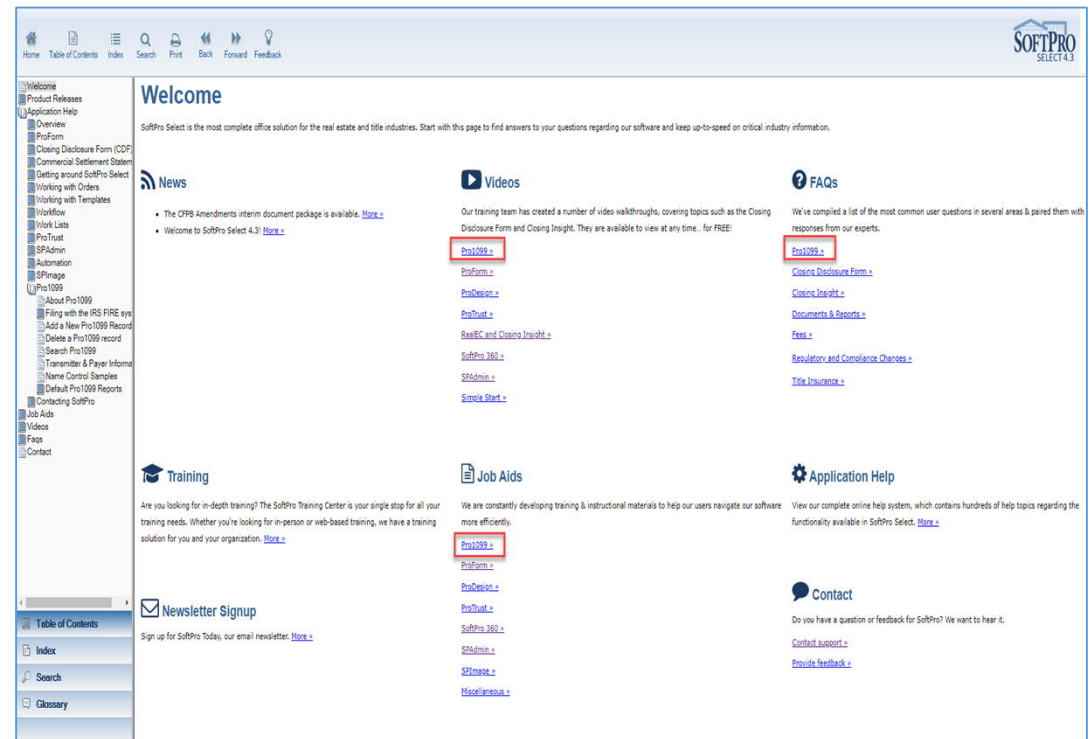 Home Table of Contents Index Search Print Back Forward Feedback
SOFTPRO
SELECT 4.3
Welcome
Product Releases
Application Help
Overview
ProForm
Closing Disclosure Form (CDF)
Commercial Settlement Statem
Getting around SoftPro Select
Working with Orders
Working with Templates
Workflow
Work Lists
ProTrust
SPAdmin
Automation
SPImage
Pro1099
About Pro1099
Filing with the IRS FIRE sys
Add a New Pro1099 Record
Delete a Pro1099 record
Search Pro1099
Transmitter & Payer Informa
Name Control Samples
Default Pro1099 Reports
Contacting SoftPro
Job Aids
Videos
Faqs
Contact
Table of Contents
Index
Search
Glossary
Welcome
SoftPro Select is the most complete office solution for the real estate and title industries. Start with this page to find answers to your questions regarding our software and keep up-to-speed on critical industry information.
News
• The CFPB Amendments interim document package is available. More »
• Welcome to SoftPro Select 4.3! More »
Videos
Our training team has created a number of video walkthroughs, covering topics such as the Closing
Disclosure Form and Closing Insight. They are available to view at any time... for FREE!
Pro1099 »
ProForm »
ProDesign »
ProTrust »
RealEC and Closing Insight »
SoftPro 360 »
SPAdmin »
Simple Start »
FAQs
We've compiled a list of the most common user questions in several areas & paired them with
responses from our experts.
Pro1099 »
Closing Disclosure Form »
Closing Insight »
Documents & Reports »
Fees »
Regulatory and Compliance Changes »
Title Insurance »
Training
Are you looking for in-depth training? The SoftPro Training Center is your single stop for all your
training needs. Whether you're looking for in-person or web-based training, we have a training
solution for you and your organization. More »
Job Aids
We are constantly developing training & instructional materials to help our users navigate our software
more efficiently.
Pro1099 »
ProForm »
ProDesign »
ProTrust »
SoftPro 360 »
SPAdmin »
SPImage »
Miscellaneous »
Application Help
View our complete online help system, which contains hundreds of help topics regarding the
functionality available in SoftPro Select. More »
Newsletter Signup
Sign up for SoftPro Today, our email newsletter. More »
Contact
Do you have a question or feedback for SoftPro? We want to hear it.
Contact support »
Provide feedback »